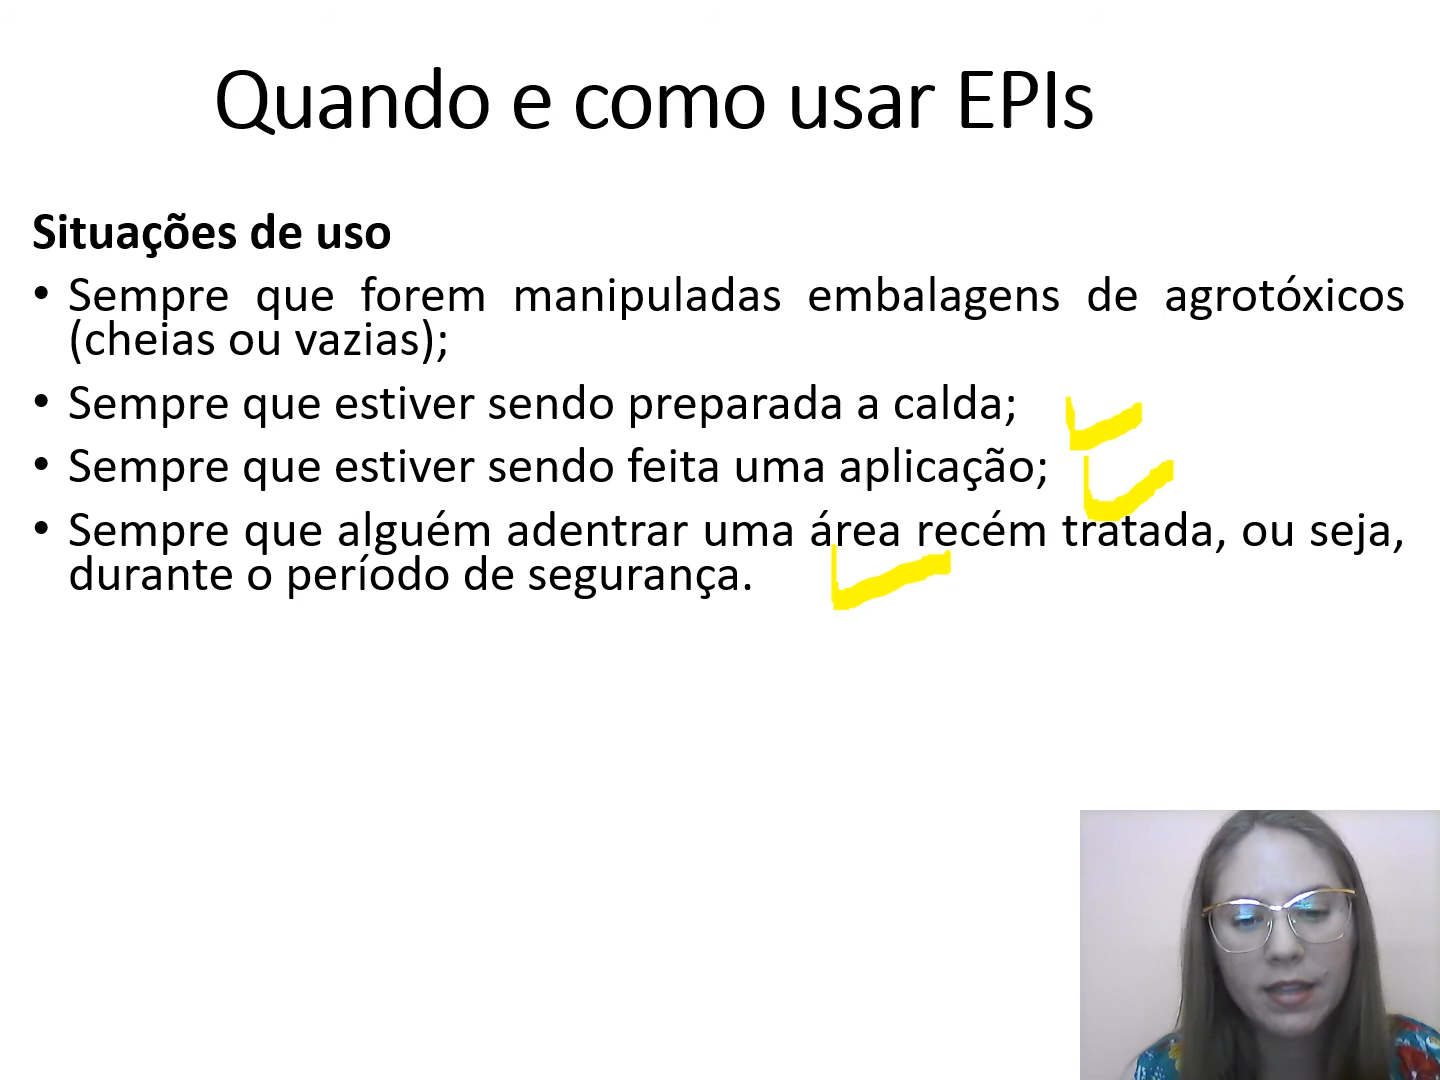 Quando e como usar EPIs
Situações de uso
• Sempre que forem manipuladas embalagens de agrotóxicos
(cheias ou vazias);
• Sempre que estiver sendo preparada a calda;
• Sempre que estiver sendo feita uma aplicação;
• Sempre que alguém adentrar uma área recém tratada, ou seja,
durante o período de segurança.